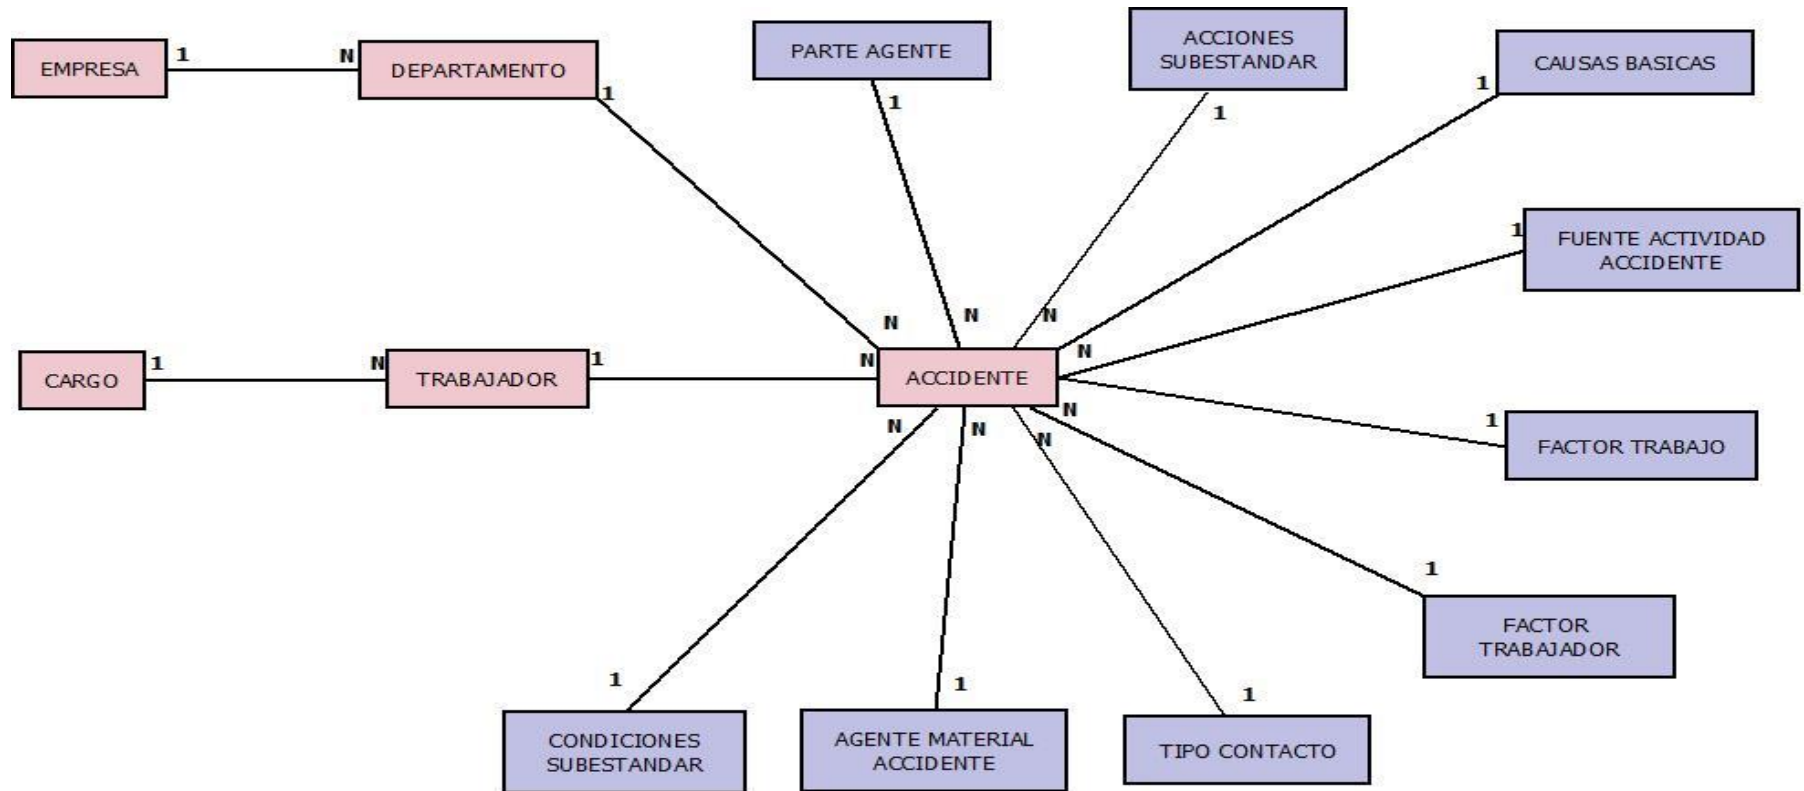 EMPRESA
1
N
DEPARTAMENTO
1
PARTE AGENTE
1
ACCIONES
SUBESTANDAR
1
CAUSAS BASICAS
1
FUENTE ACTIVIDAD
ACCIDENTE
1
N
N
N
N
N
CARGO
1
N
TRABAJADOR
1
ACCIDENTE
FACTOR TRABAJO
1
N
N
N
N
FACTOR
TRABAJADOR
1
CONDICIONES
SUBESTANDAR
1
AGENTE MATERIAL
ACCIDENTE
1
TIPO CONTACTO
1